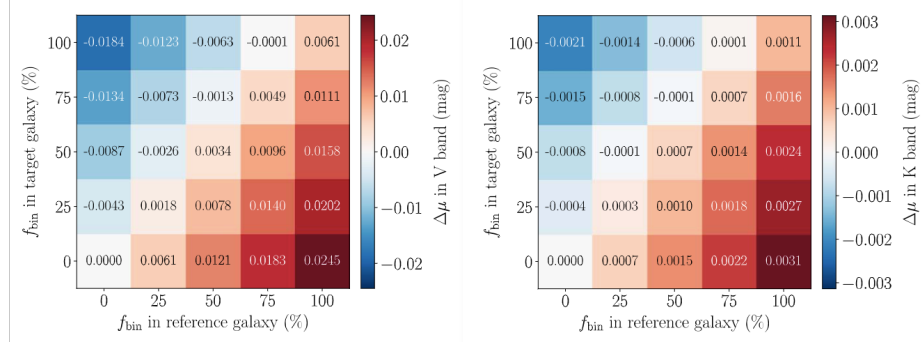 100 -0.0184 -0.0123 -0.0063 -0.0001 0.0061
75 -0.0134 -0.0073 -0.0013 0.0049 0.0111
50 -0.0087 -0.0026 0.0034 0.0096 0.0158
25 -0.0043 0.0018 0.0078 0.0140 0.0202
0 0.0000 0.0061 0.0121 0.0183 0.0245
0 25 50 75 100
f_bin in reference galaxy (%)
f_bin in target galaxy (%)
0.02
0.01
0.00
−0.01
−0.02
Δμ in V band (mag)
100 -0.0021 -0.0014 -0.0006 0.0001 0.0011
75 -0.0015 -0.0008 -0.0001 0.0007 0.0016
50 -0.0008 -0.0001 0.0007 0.0014 0.0024
25 -0.0004 0.0003 0.0010 0.0018 0.0027
0 0.0000 0.0007 0.0015 0.0022 0.0031
0 25 50 75 100
f_bin in reference galaxy (%)
f_bin in target galaxy (%)
0.003
0.002
0.001
0.000
−0.001
−0.002
−0.003
Δμ in K band (mag)